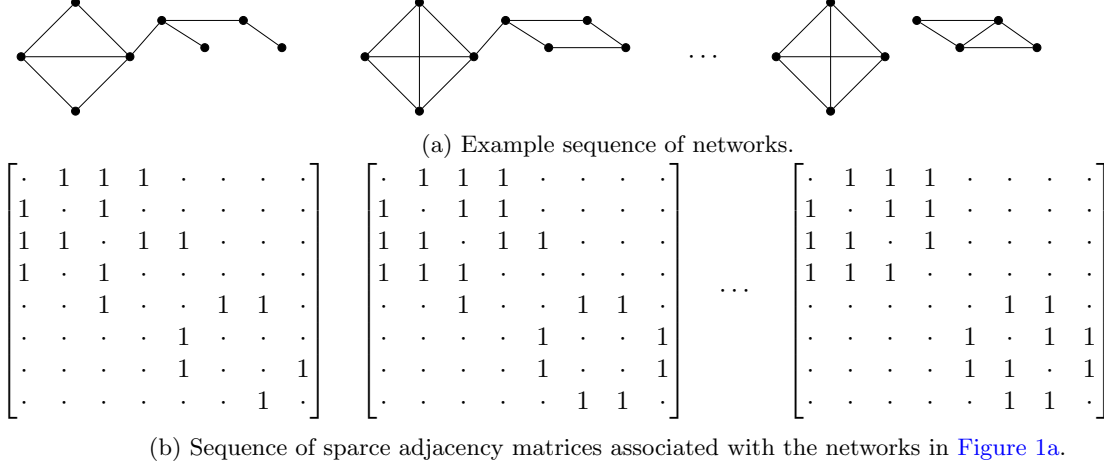 . . .
(a) Example sequence of networks.
· 1 1 1 · · · · · 1 1 1 · · · · · 1 1 1 · · · ·
1 · 1 · · · · · 1 · 1 1 · · · · 1 · 1 1 · · · ·
1 1 · 1 1 · · · 1 1 · 1 1 · · · 1 1 · 1 · · · ·
1 · 1 · · · · · 1 1 1 · · · · · 1 1 1 · · · · ·
· · 1 · · 1 1 · · · 1 · · 1 1 · . . . · · · · · 1 1 ·
· · · · 1 · · · · · · · 1 · · 1 · · · · 1 · 1 1
· · · · 1 · · 1 · · · · 1 · · 1 · · · · 1 1 · 1
· · · · · · 1 · · · · · · 1 1 · · · · · · 1 1 ·
(b) Sequence of sparce adjacency matrices associated with the networks in Figure 1a.